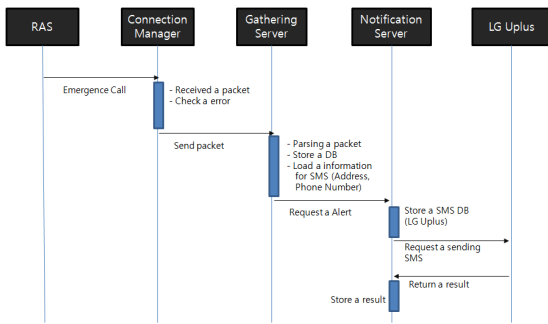 RAS
Connection
Manager
Gathering
Server
Notification
Server
LG Uplus
Emergence Call
- Received a packet
- Check a error
Send packet
- Parsing a packet
- Store a DB
- Load a information
for SMS (Address,
Phone Number)
Request a Alert
Store a SMS DB
(LG Uplus)
Request a sending
SMS
Return a result
Store a result